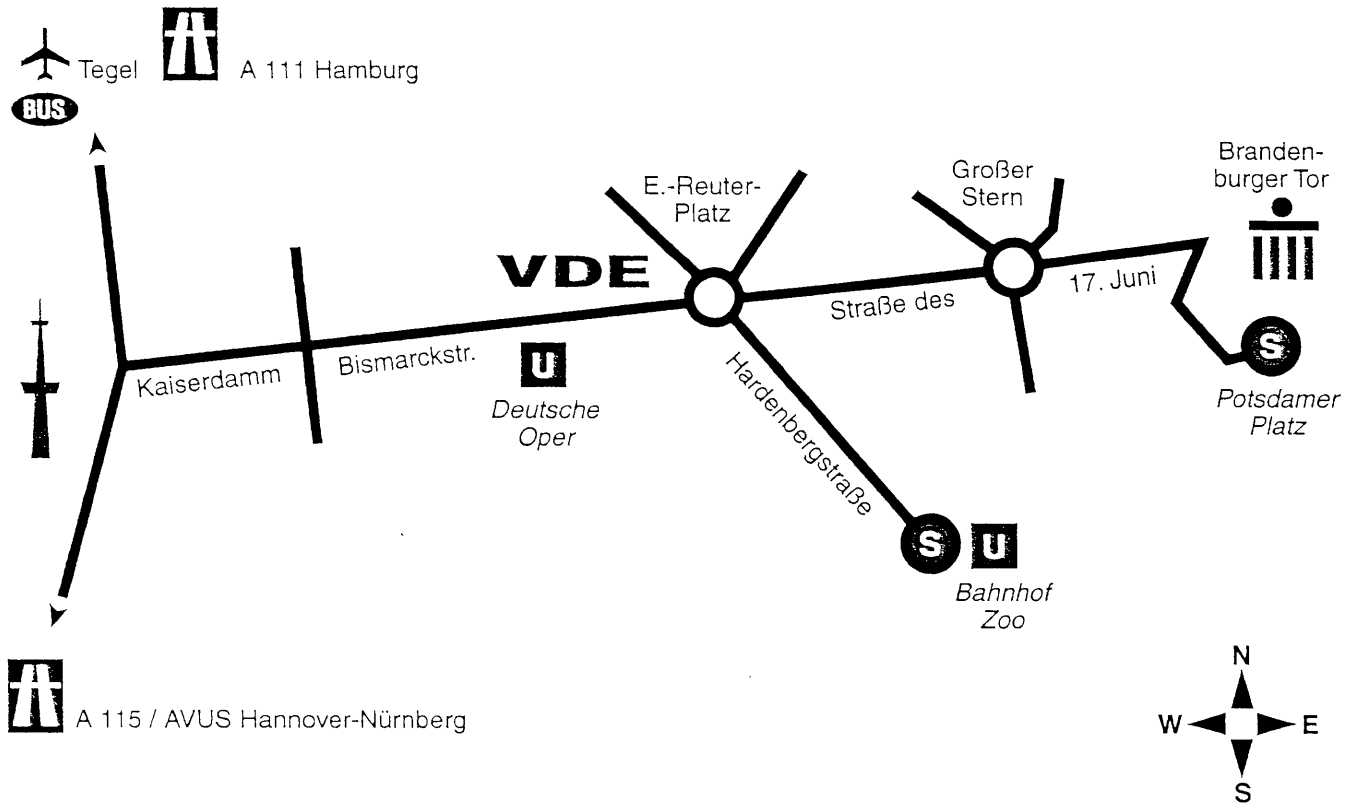 Tegel
A 111 Hamburg
BUS
E.-Reuter-
Platz
Großer
Stern
Branden-
burger Tor
VDE
Straße des
17. Juni
Kaiserdamm
Bismarckstr.
U
Deutsche
Oper
S
Potsdamer
Platz
Hardenbergstraße
S U
Bahnhof
Zoo
A 115 / AVUS Hannover-Nürnberg
N
W E
S